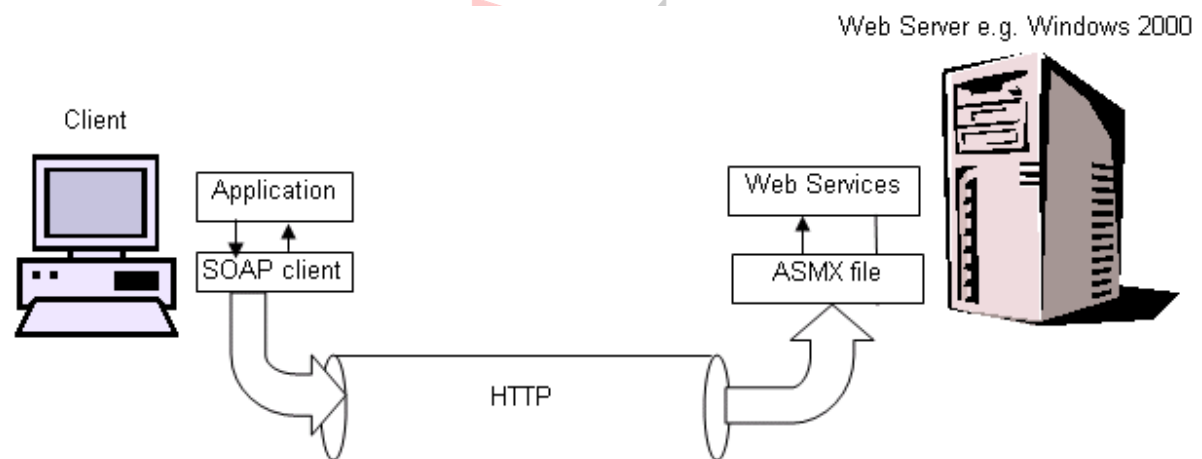 Web Server e.g. Windows 2000
Client
Application
Web Services
SOAP client
ASMX file
HTTP